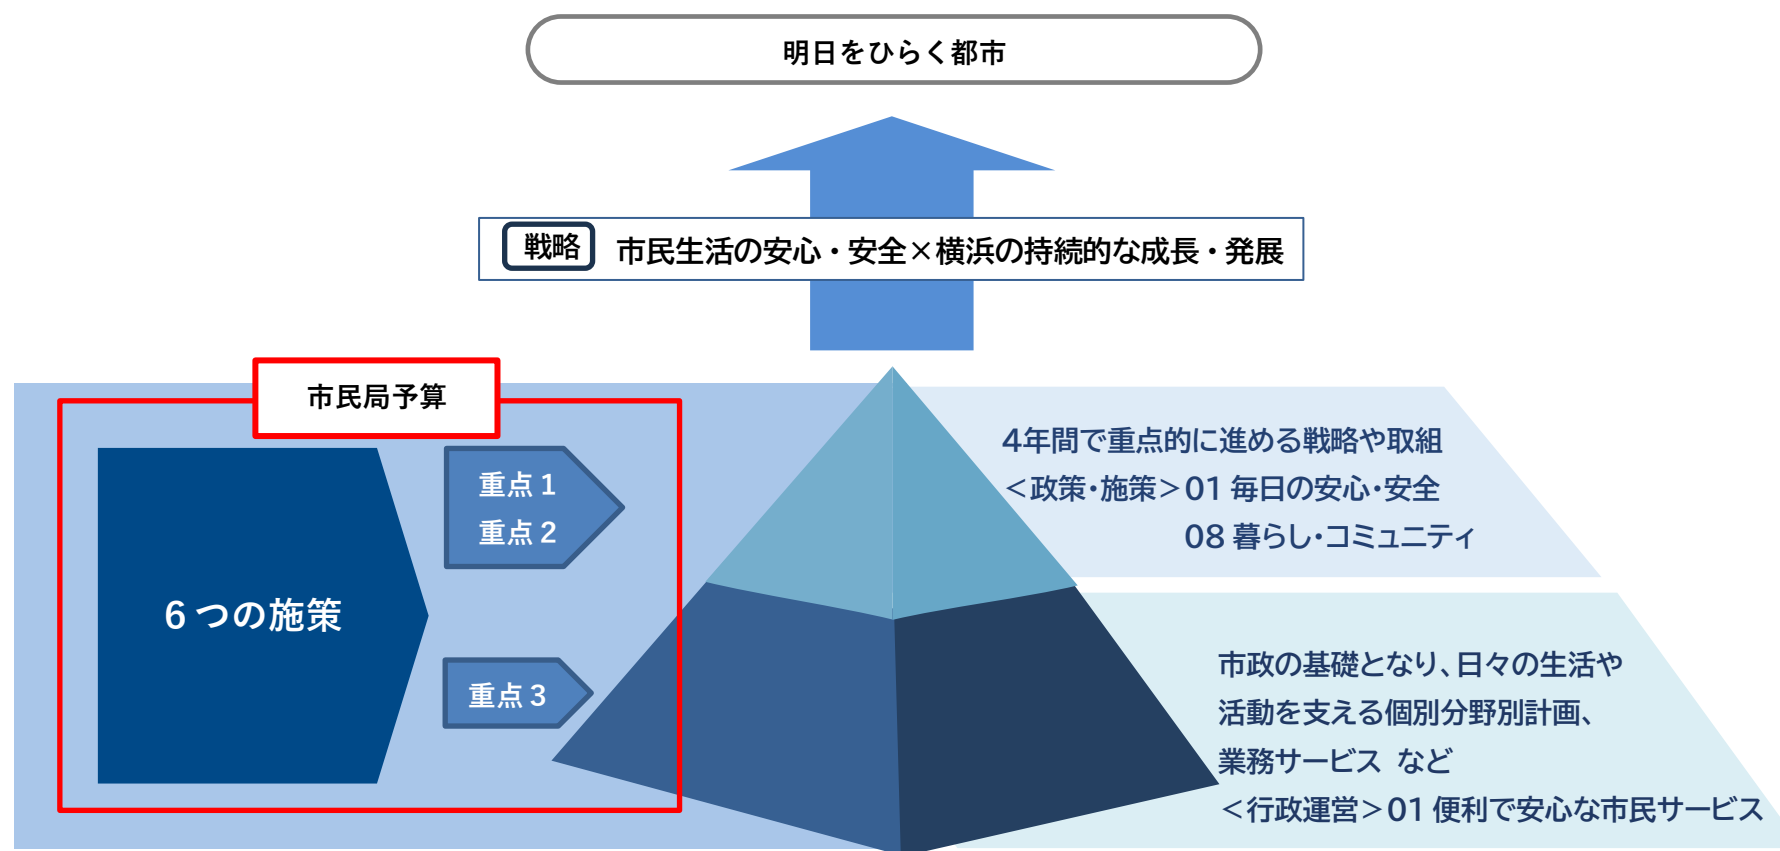 明日をひらく都市
戦略 市民生活の安心・安全×横浜の持続的な成長・発展
市民局予算
6つの施策
重点1
重点2
重点3
4年間で重点的に進める戦略や取組
＜政策・施策＞01 毎日の安心・安全
08 暮らし・コミュニティ
市政の基礎となり、日々の生活や
活動を支える個別分野別計画、
業務サービス など
＜行政運営＞01 便利で安心な市民サービス